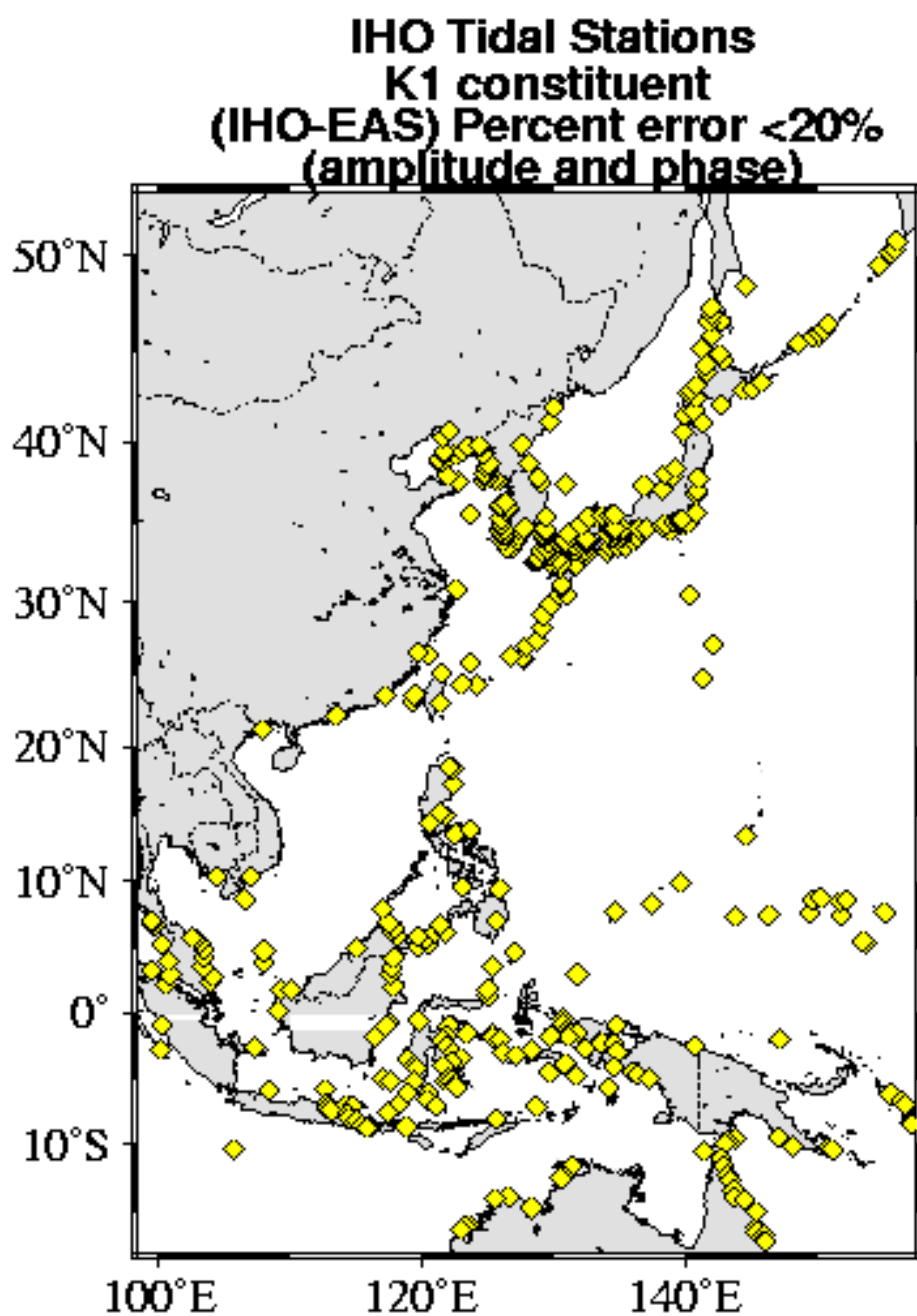 IHO Tidal Stations
K1 constituent
(IHO-EAS) Percent error <20%
(amplitude and phase)
50°N
40°N
30°N
20°N
10°N
0°
10°S
100°E 120°E 140°E